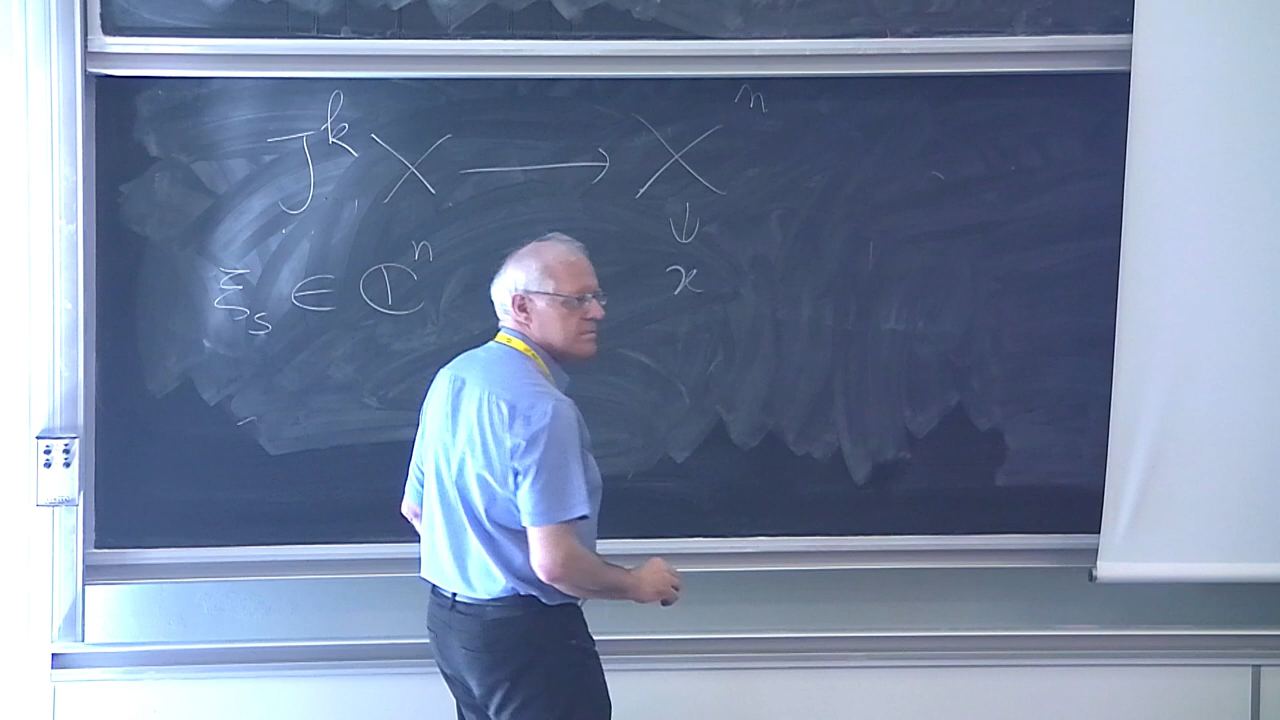 J^k X ⟶ X^n
∪
ξ_s ∈ ℂ^n
x